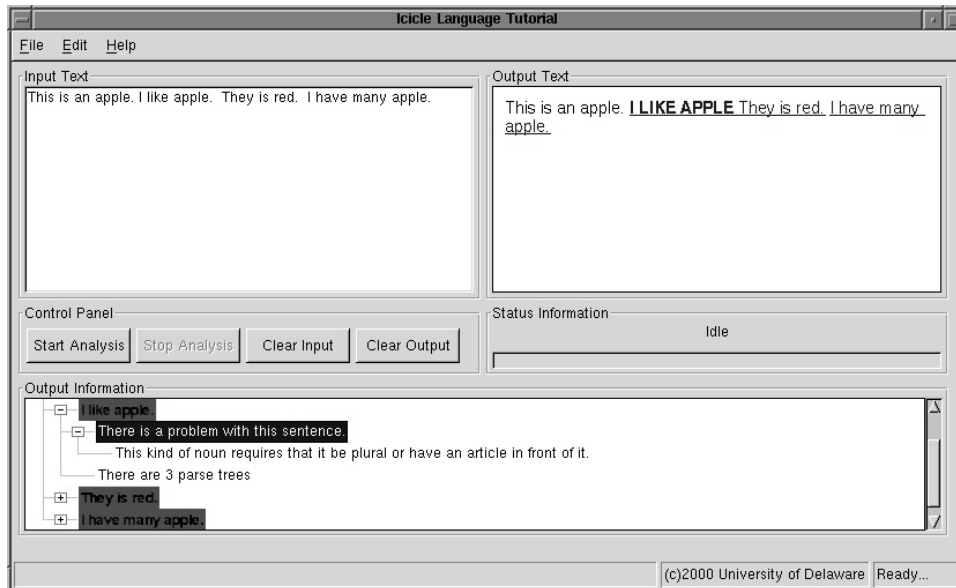 Icicle Language Tutorial
File Edit Help
Input Text
This is an apple. I like apple. They is red. I have many apple.
Output Text
This is an apple. I LIKE APPLE They is red. I have many
apple.
Control Panel
Start Analysis Stop Analysis Clear Input Clear Output
Status Information
Idle
Output Information
I like apple.
There is a problem with this sentence.
This kind of noun requires that it be plural or have an article in front of it.
There are 3 parse trees
They is red.
I have many apple.
(c)2000 University of Delaware Ready...